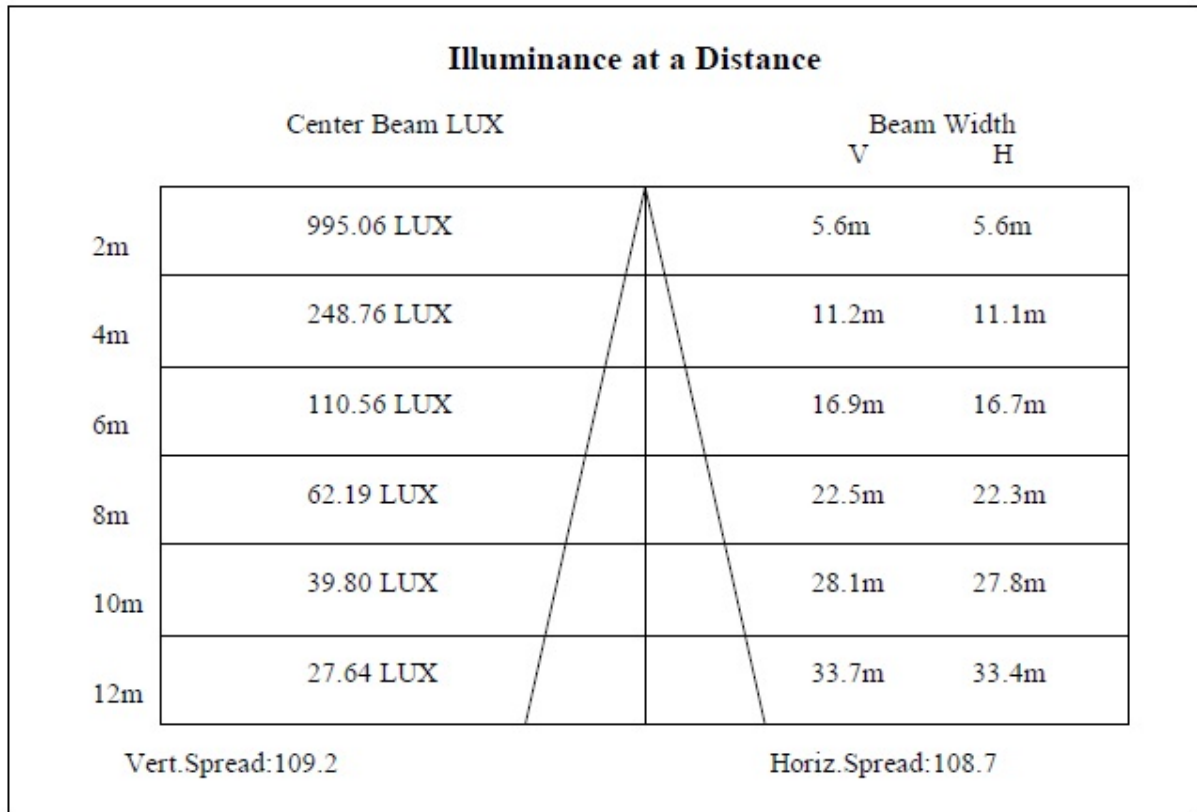 Illuminance at a Distance
Center Beam LUX Beam Width
V H
995.06 LUX 5.6m 5.6m
2m
248.76 LUX 11.2m 11.1m
4m
110.56 LUX 16.9m 16.7m
6m
62.19 LUX 22.5m 22.3m
8m
39.80 LUX 28.1m 27.8m
10m
27.64 LUX 33.7m 33.4m
12m
Vert.Spread:109.2 Horiz.Spread:108.7